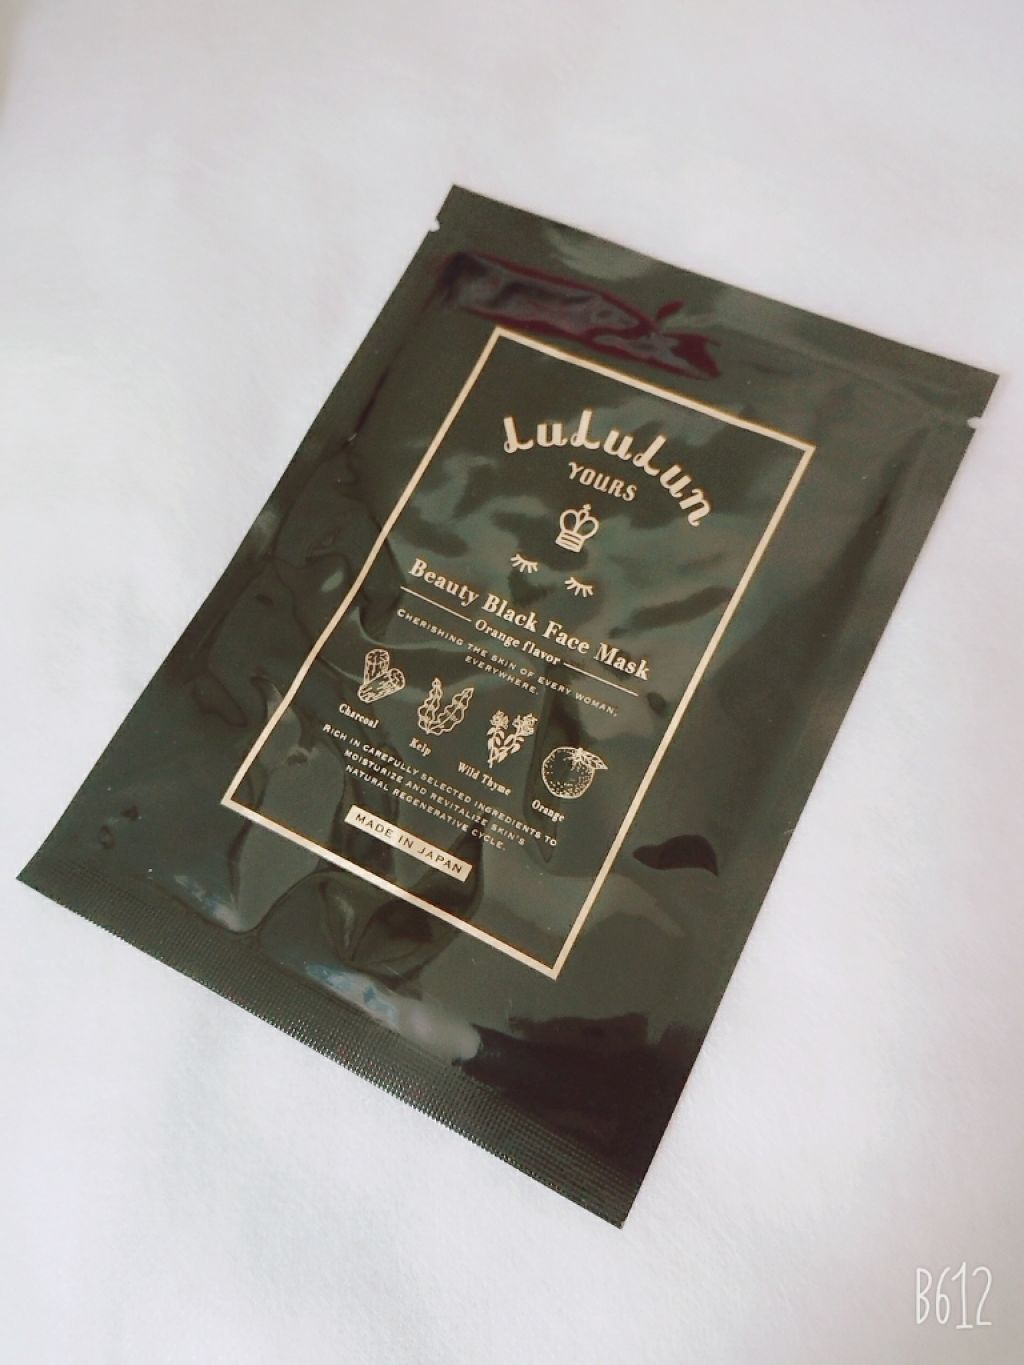 LuLuLun
YOURS
Beauty Black Face Mask
Orange flavor
CHERISHING THE SKIN OF EVERY WOMAN,
EVERYWHERE.
Charcoal
Kelp
Wild Thyme
Orange
RICH IN CAREFULLY SELECTED INGREDIENTS TO
MOISTURIZE AND REVITALIZE SKIN'S
NATURAL REGENERATIVE CYCLE.
MADE IN JAPAN
B612